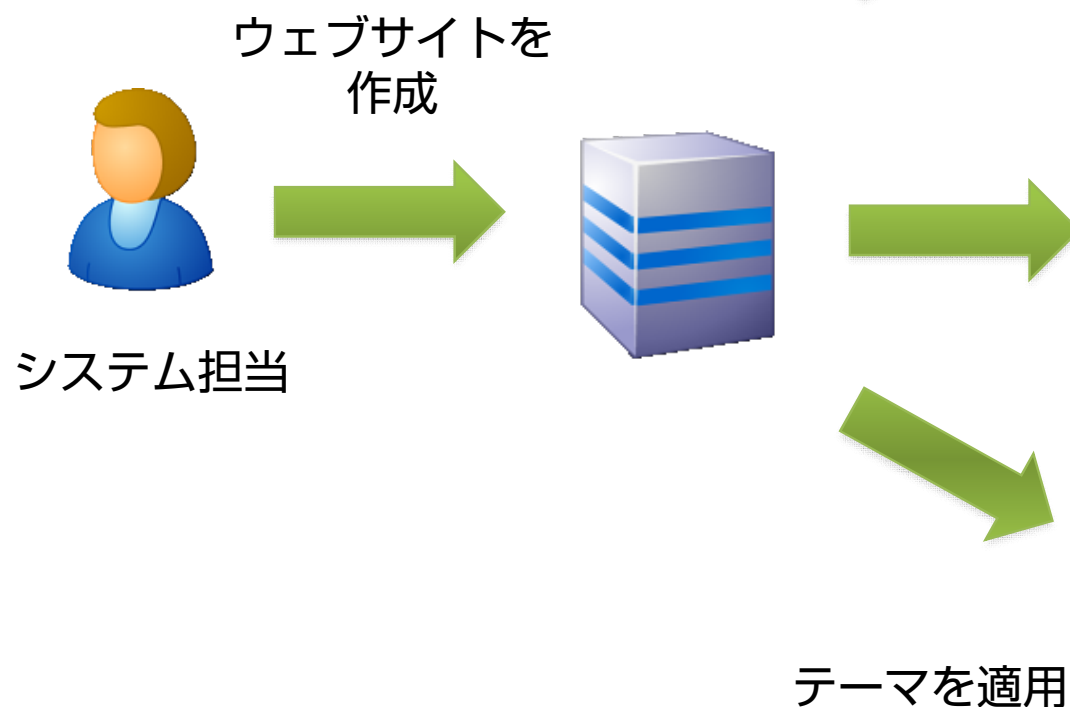 ウェブサイトを
作成
システム担当
テーマを適用